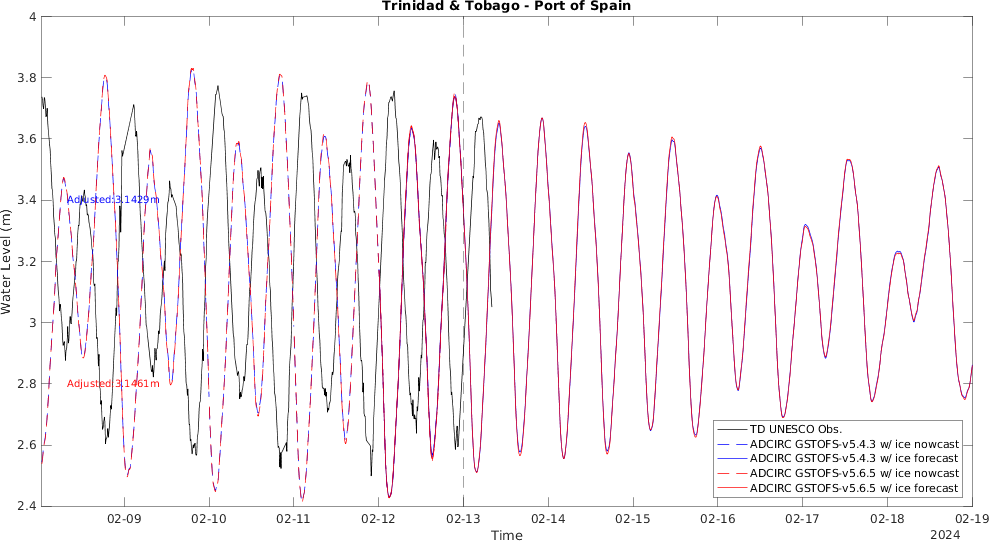 Trinidad & Tobago - Port of Spain
4
3.8
3.6
3.4
3.2
3
2.8
2.6
2.4
Water Level (m)
Adjusted:3.1429m
Adjusted:3.1461m
TD UNESCO Obs.
ADCIRC GSTOFS-v5.4.3 w/ ice nowcast
ADCIRC GSTOFS-v5.4.3 w/ ice forecast
ADCIRC GSTOFS-v5.6.5 w/ ice nowcast
ADCIRC GSTOFS-v5.6.5 w/ ice forecast
02-09 02-10 02-11 02-12 02-13 02-14 02-15 02-16 02-17 02-18 02-19
Time
2024